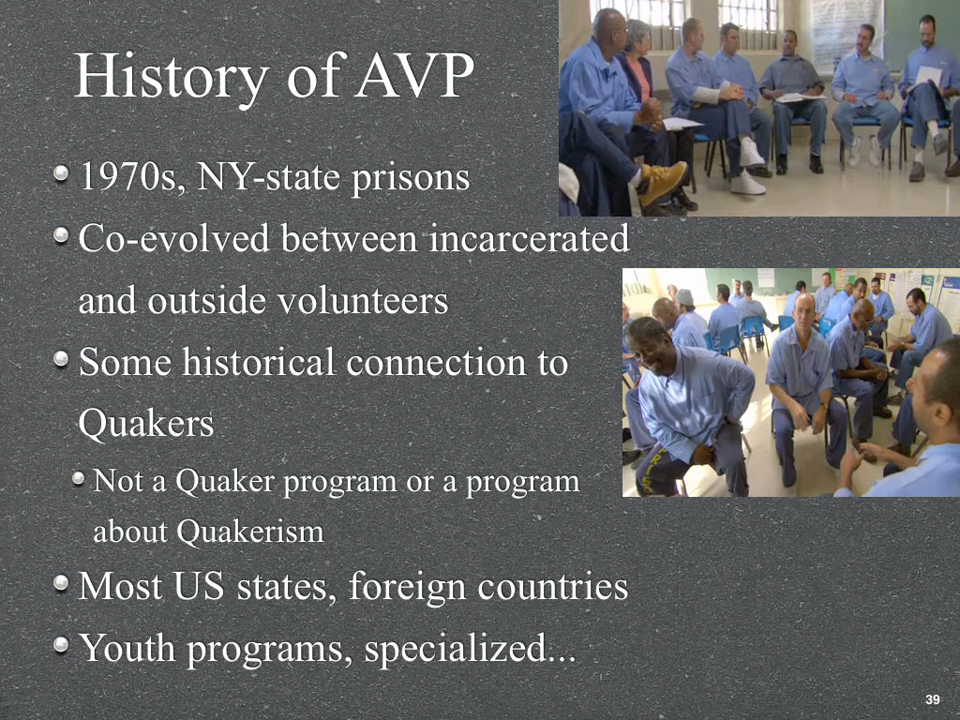 History of AVP
1970s, NY-state prisons
Co-evolved between incarcerated
and outside volunteers
Some historical connection to
Quakers
Not a Quaker program or a program
about Quakerism
Most US states, foreign countries
Youth programs, specialized...
39